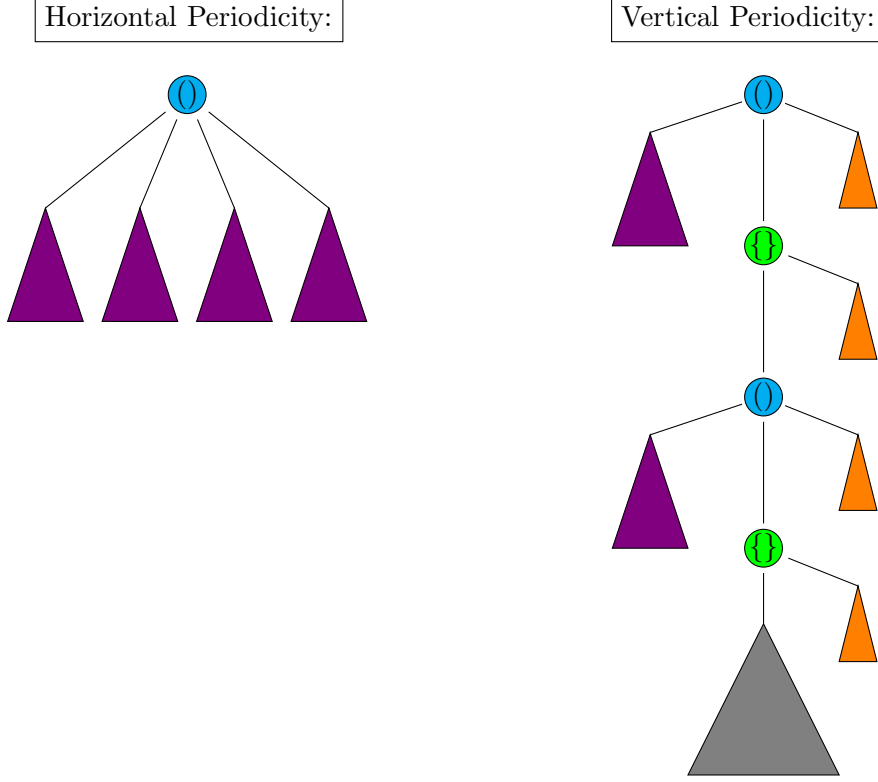 Horizontal Periodicity:
Vertical Periodicity:
()
()
{}
()
{}